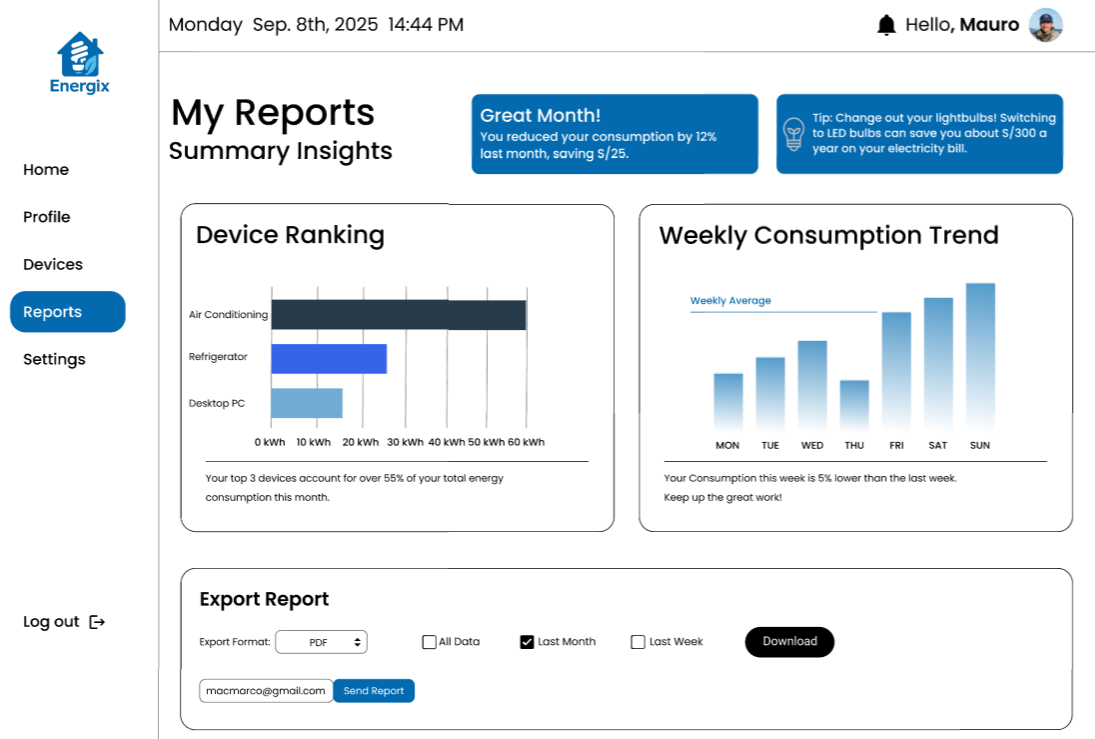 Monday Sep. 8th, 2025 14:44 PM
Hello, Mauro
Energix
Home
Profile
Devices
Reports
Settings
Log out
My Reports
Summary Insights
Great Month!
You reduced your consumption by 12%
last month, saving S/25.
Tip: Change out your lightbulbs! Switching
to LED bulbs can save you about S/300 a
year on your electricity bill.
Device Ranking
Air Conditioning
Refrigerator
Desktop PC
0 kWh 10 kWh 20 kWh 30 kWh 40 kWh 50 kWh 60 kWh
Your top 3 devices account for over 55% of your total energy
consumption this month.
Weekly Consumption Trend
Weekly Average
MON TUE WED THU FRI SAT SUN
Your Consumption this week is 5% lower than the last week.
Keep up the great work!
Export Report
Export Format: PDF All Data Last Month Last Week Download
macmarco@gmail.com Send Report